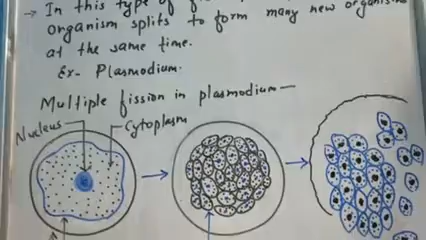 → In this type of
organism splits to form many new organisms
at the same time.
Ex- Plasmodium.
Multiple fission in plasmodium—
Nucleus
Cytoplasm